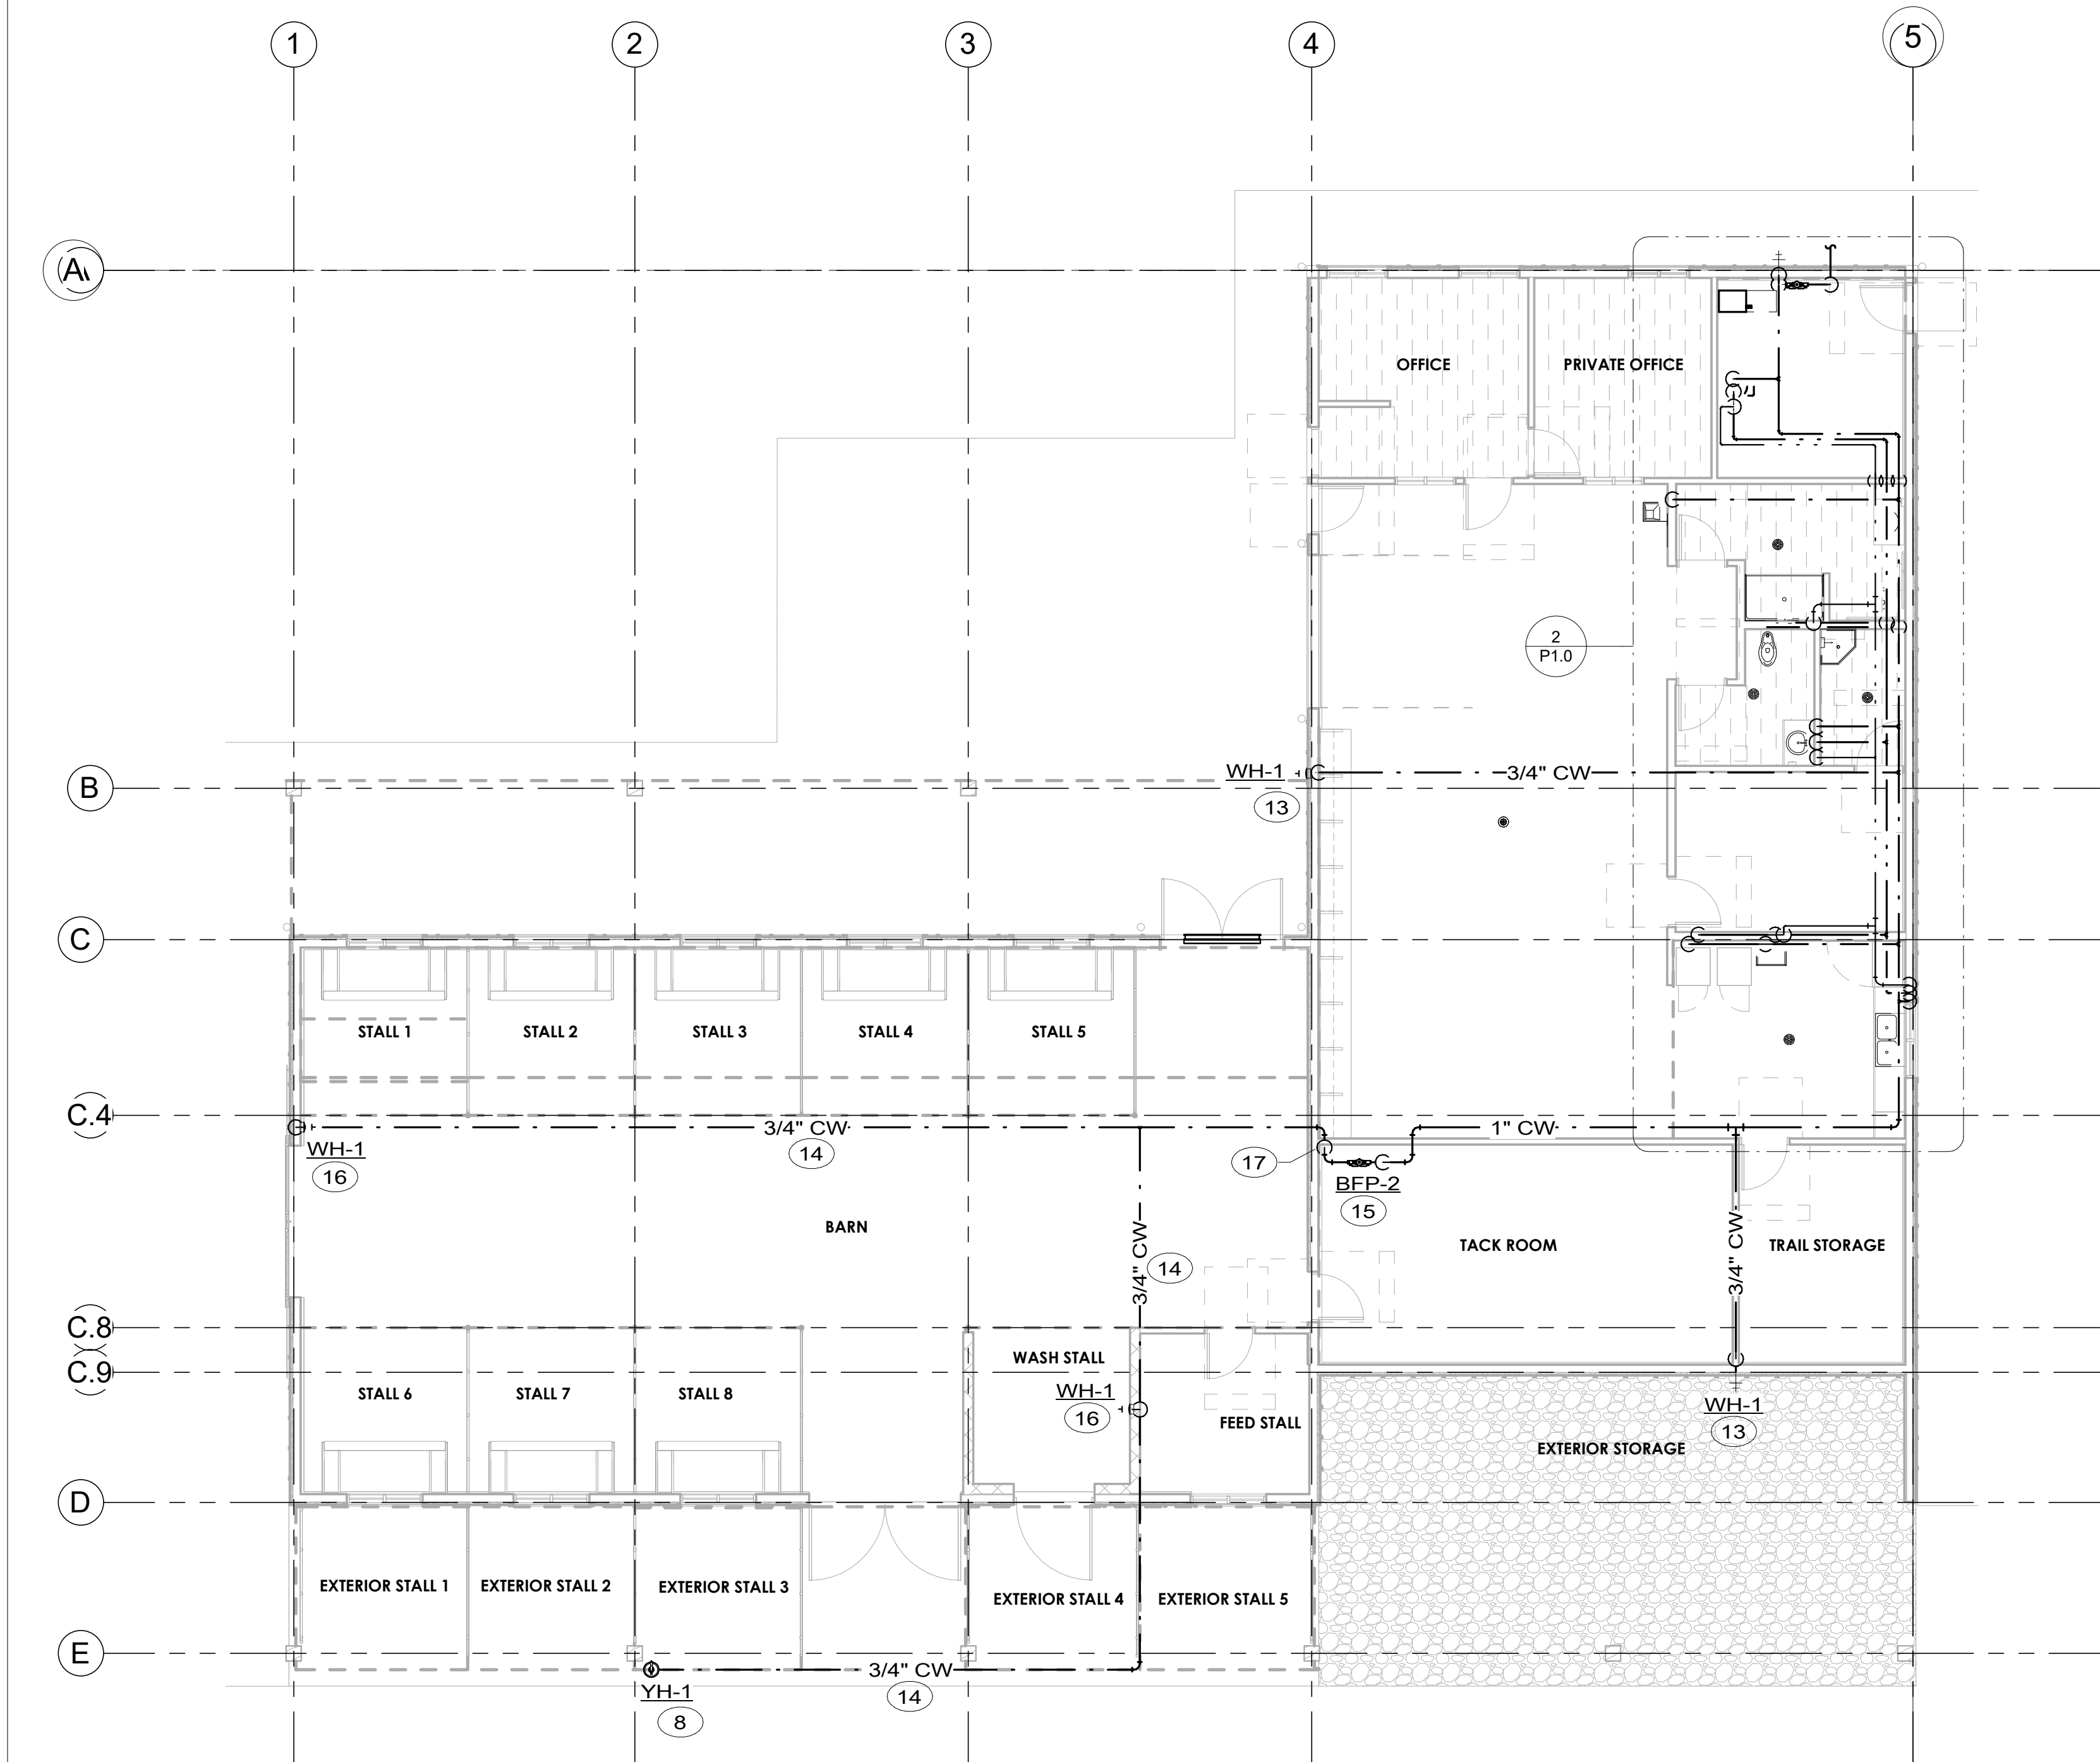 1 2 3 4 5
A
OFFICE PRIVATE OFFICE
2
P1.0
WH-1 3/4" CW
B
13
C
STALL 1 STALL 2 STALL 3 STALL 4 STALL 5
C.4
3/4" CW 1" CW
WH-1 14 17
16 BFP-2
15
BARN
3/4" CW
14
TACK ROOM TRAIL STORAGE
3/4" CW
C.8
C.9
WASH STALL
STALL 6 STALL 7 STALL 8
WH-1
16
FEED STALL
WH-1
13
EXTERIOR STORAGE
D
EXTERIOR STALL 1 EXTERIOR STALL 2 EXTERIOR STALL 3 EXTERIOR STALL 4 EXTERIOR STALL 5
E
3/4" CW
YH-1 14
8